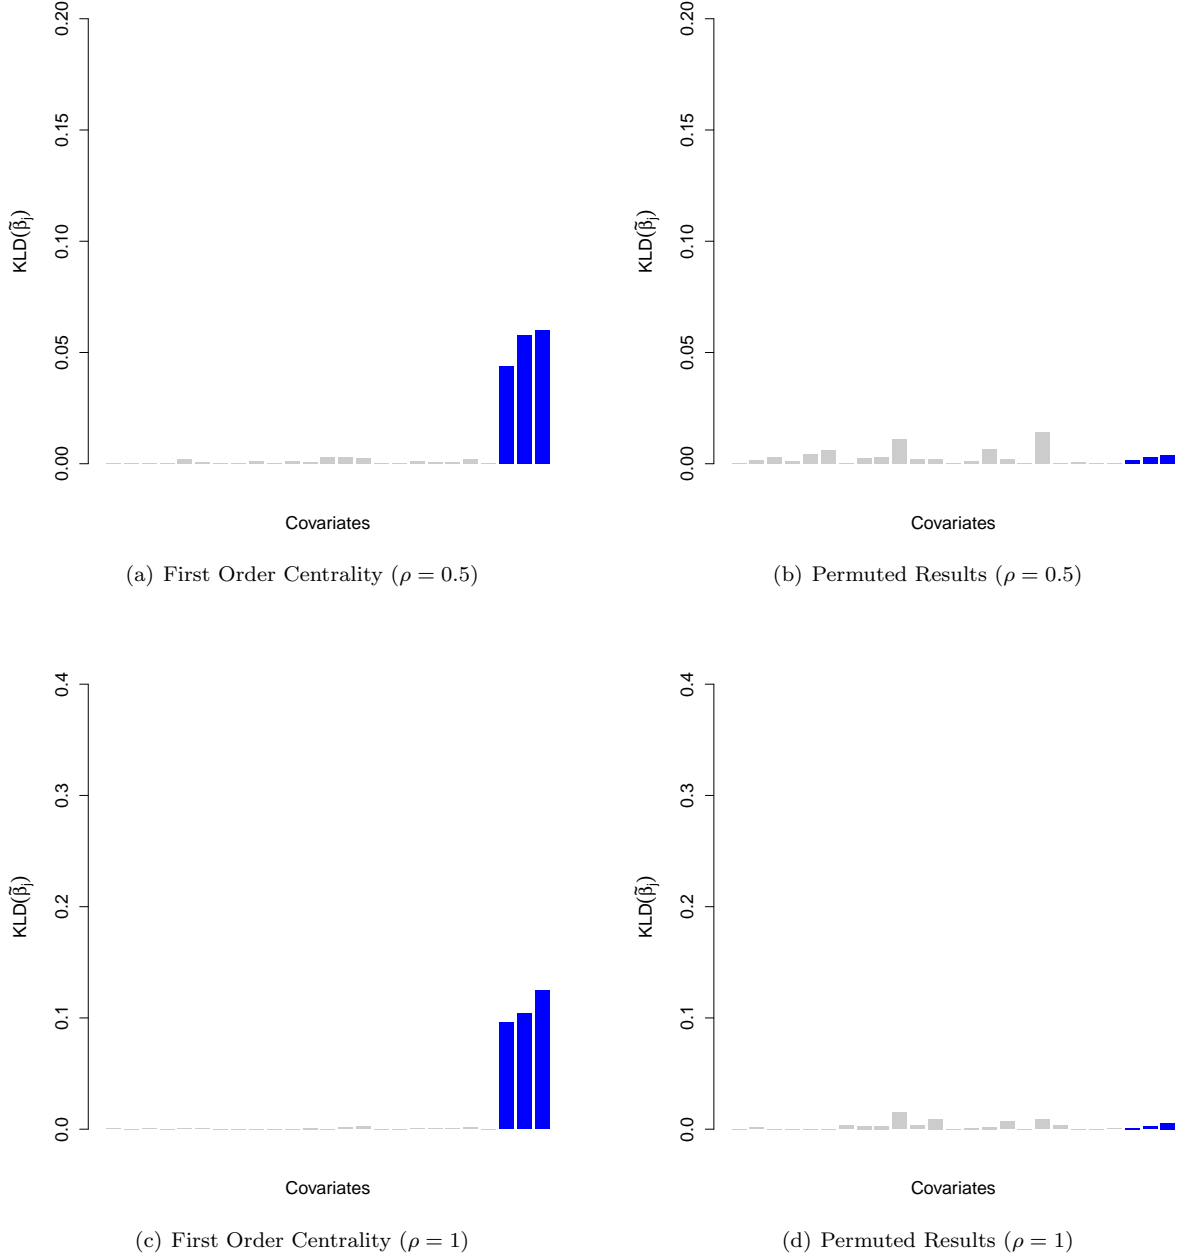 0.20
0.15
0.10
0.05
0.00
KLD(β̃j)
Covariates
(a) First Order Centrality (ρ = 0.5)
0.20
0.15
0.10
0.05
0.00
KLD(β̃j)
Covariates
(b) Permuted Results (ρ = 0.5)
0.4
0.3
0.2
0.1
0.0
KLD(β̃j)
Covariates
(c) First Order Centrality (ρ = 1)
0.4
0.3
0.2
0.1
0.0
KLD(β̃j)
Covariates
(d) Permuted Results (ρ = 1)